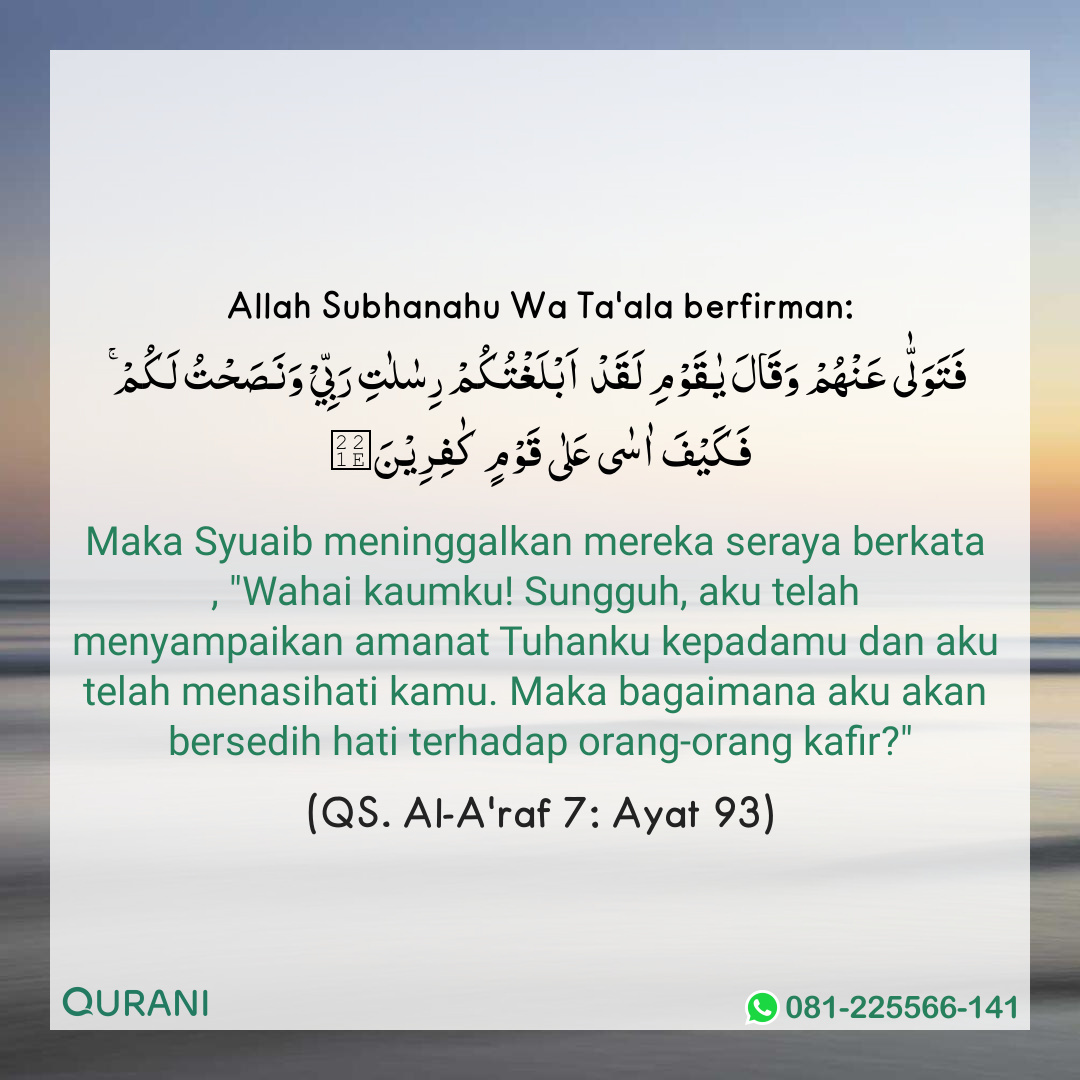 Allah Subhanahu Wa Ta'ala berfirman:
فَتَوَلّٰى عَنْهُمْ وَقَالَ يٰقَوْمِ لَقَدْ اَبْلَغْتُكُمْ رِسٰلٰتِ رَبِّيْ وَنَصَحْتُ لَكُمْۚ
فَكَيْفَ اٰسٰى عَلٰى قَوْمٍ كٰفِرِيْنَ∞
Maka Syuaib meninggalkan mereka seraya berkata
, "Wahai kaumku! Sungguh, aku telah
menyampaikan amanat Tuhanku kepadamu dan aku
telah menasihati kamu. Maka bagaimana aku akan
bersedih hati terhadap orang-orang kafir?"
(QS. Al-A'raf 7: Ayat 93)
QURANI
081-225566-141